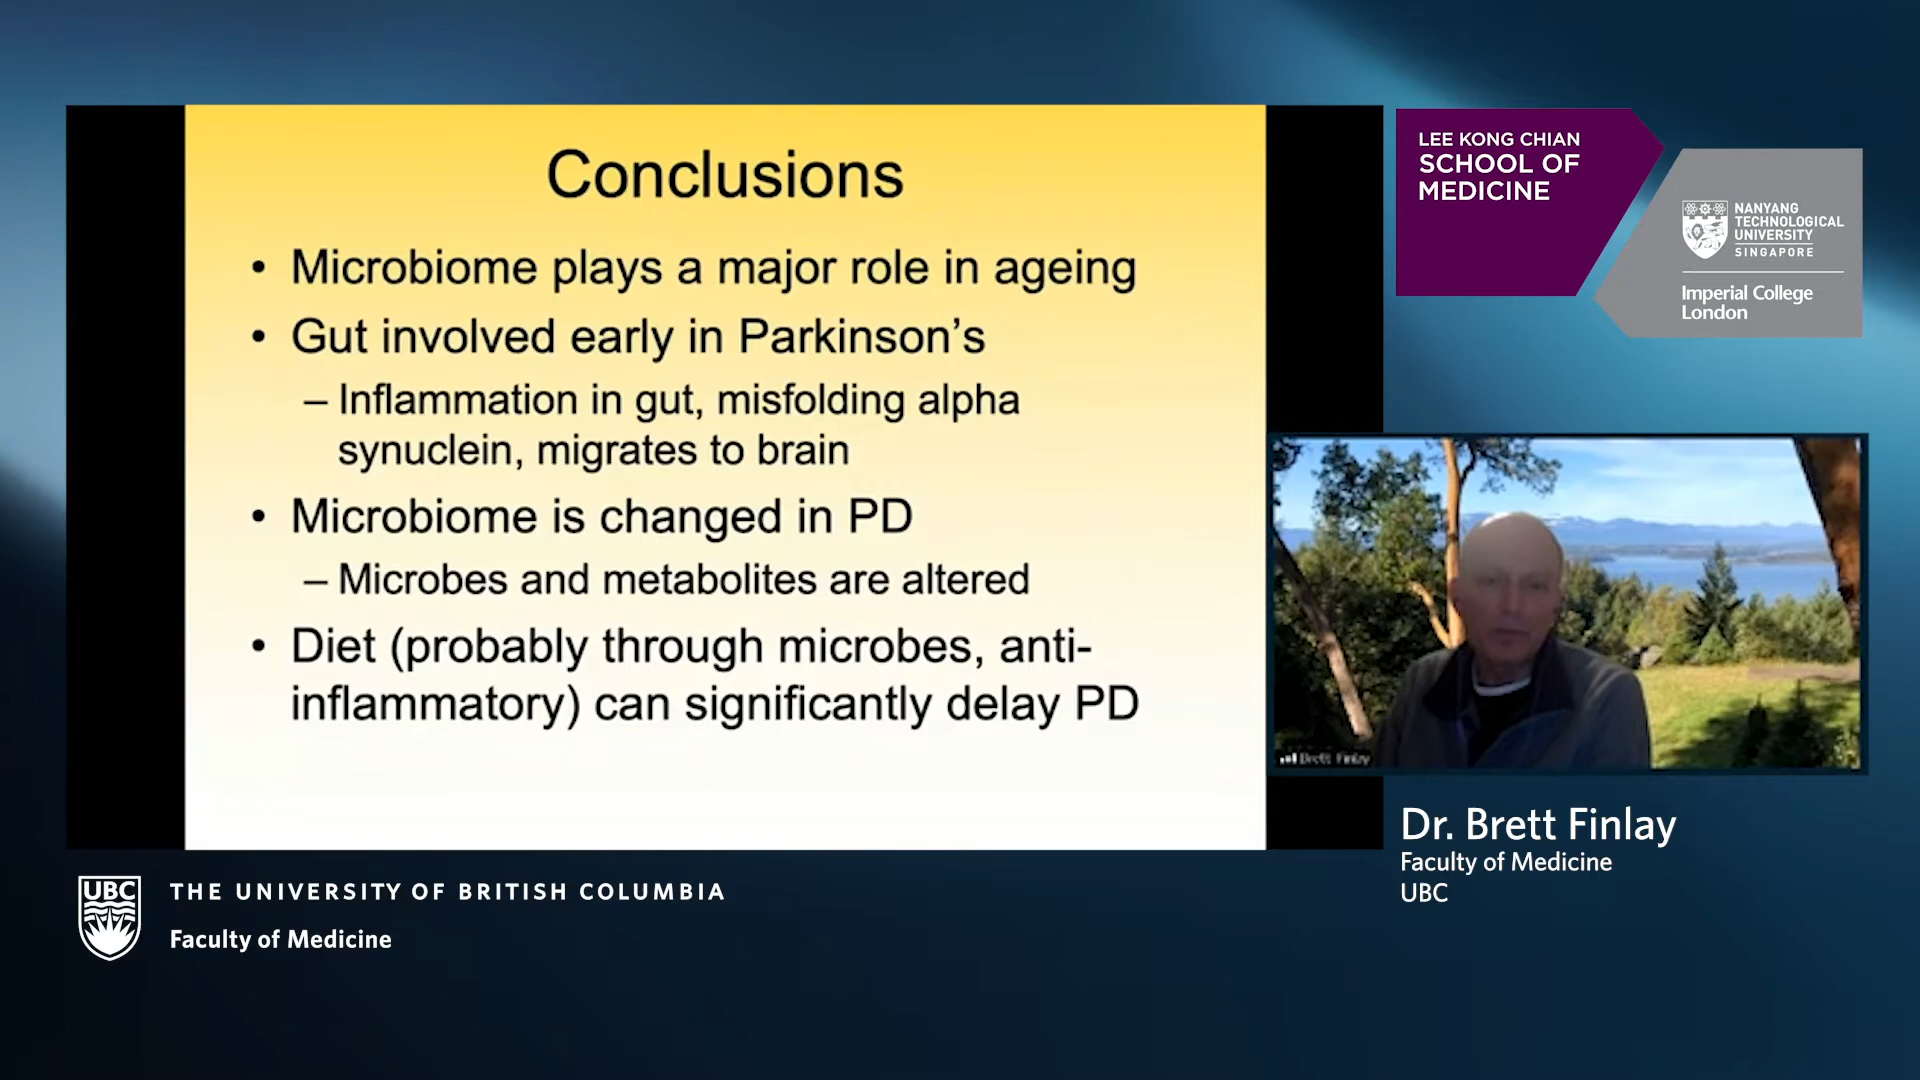 Conclusions
• Microbiome plays a major role in ageing
• Gut involved early in Parkinson’s
– Inflammation in gut, misfolding alpha
synuclein, migrates to brain
• Microbiome is changed in PD
– Microbes and metabolites are altered
• Diet (probably through microbes, anti-
inflammatory) can significantly delay PD
LEE KONG CHIAN
SCHOOL OF
MEDICINE
NANYANG
TECHNOLOGICAL
UNIVERSITY
SINGAPORE
Imperial College
London
Brett Finlay
Dr. Brett Finlay
Faculty of Medicine
UBC
UBC
THE UNIVERSITY OF BRITISH COLUMBIA
Faculty of Medicine